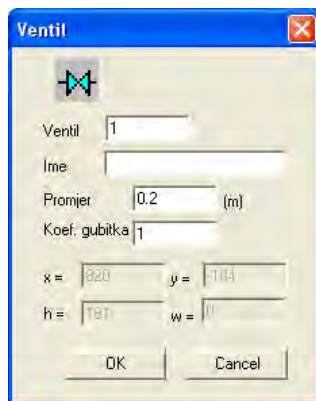 Ventil
Ventil 1
Ime
Promjer 0.2 (m)
Koef. gubitka 1
x = 820 y = -104
h = 181 w = 0
OK Cancel